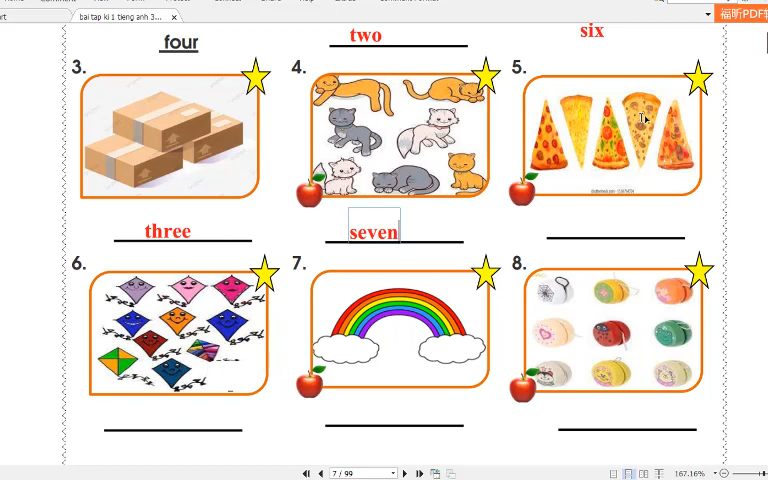 bai tap ki 1 tieng anh 3... ×
福昕PDF
four
two
six
3.
4.
5.
three
seven
6.
7.
8.
7 / 99
167.16%